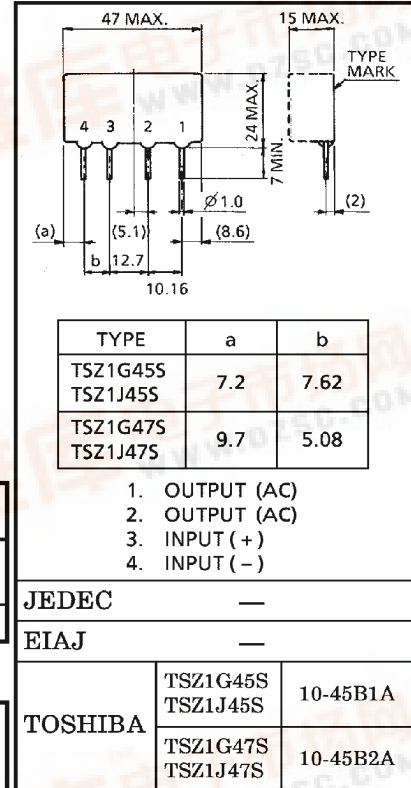 47 MAX.
15 MAX.
TYPE
MARK
24 MAX.
7 MIN.
4 3 2 1
Ø1.0
(2)
(a) (5.1) (8.6)
b 12.7
10.16
TYPE a b
TSZ1G45S
TSZ1J45S
7.2 7.62
TSZ1G47S
TSZ1J47S
9.7 5.08
1. OUTPUT (AC)
2. OUTPUT (AC)
3. INPUT (+)
4. INPUT (−)
JEDEC —
EIAJ —
TOSHIBA
TSZ1G45S
TSZ1J45S
10-45B1A
TSZ1G47S
TSZ1J47S
10-45B2A